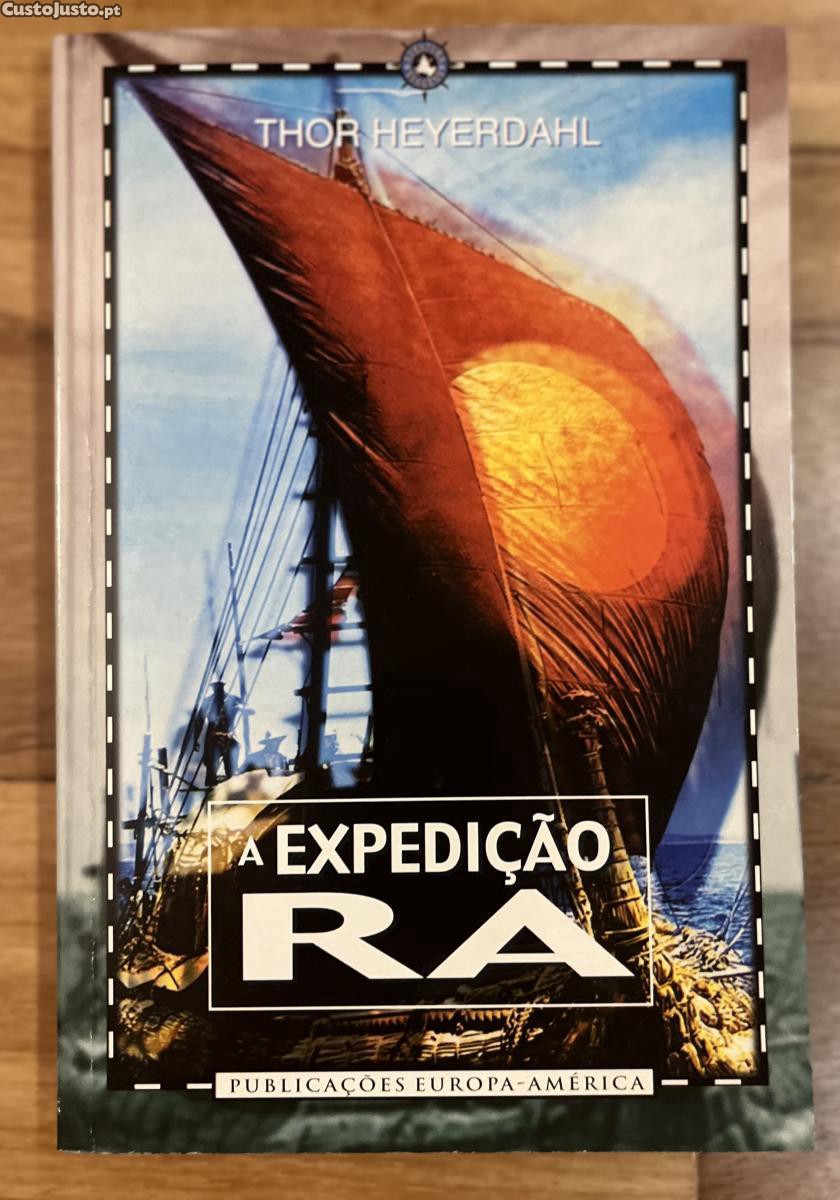 CustoJusto.pt
THOR HEYERDAHL
A EXPEDIÇÃO
RA
PUBLICAÇÕES EUROPA-AMÉRICA